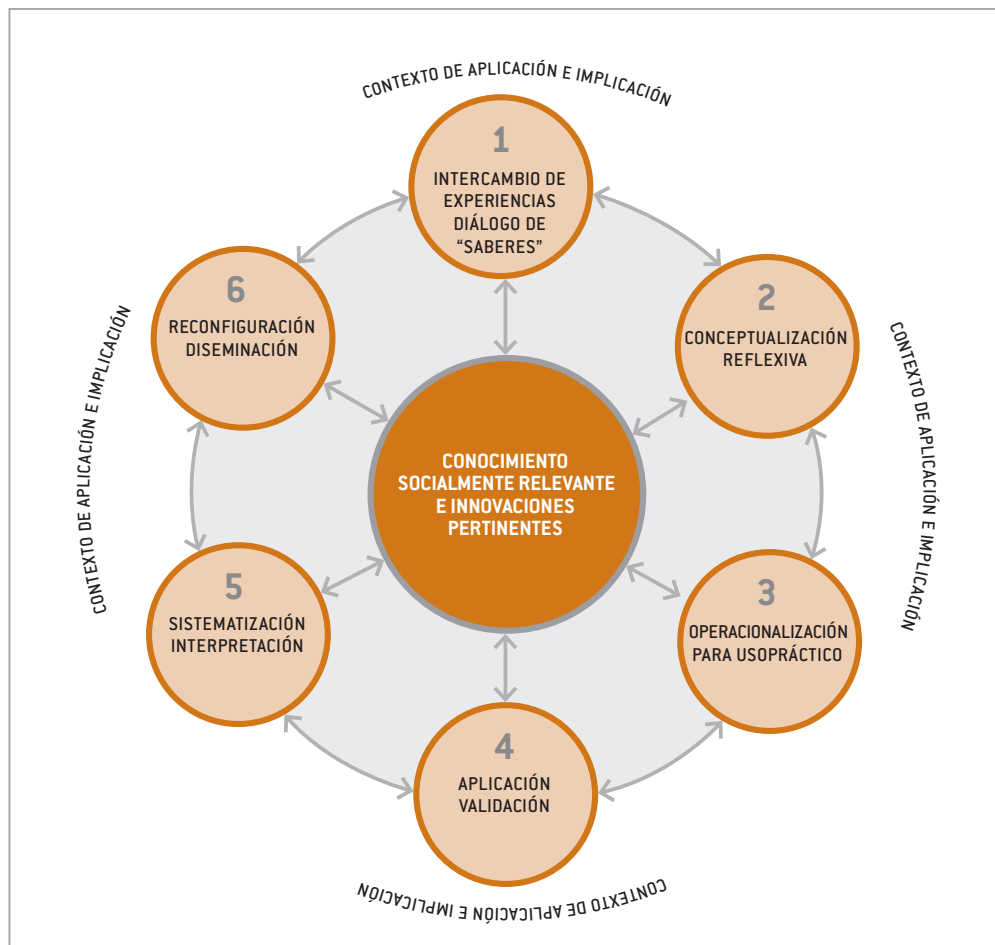 CONTEXTO DE APLICACIÓN E IMPLICACIÓN
1
INTERCAMBIO DE
EXPERIENCIAS
DIÁLOGO DE
“SABERES”
2
CONCEPTUALIZACIÓN
REFLEXIVA
CONTEXTO DE APLICACIÓN E IMPLICACIÓN
3
OPERACIONALIZACIÓN
PARA USOPRÁCTICO
4
APLICACIÓN
VALIDACIÓN
CONTEXTO DE APLICACIÓN E IMPLICACIÓN
5
SISTEMATIZACIÓN
INTERPRETACIÓN
6
RECONFIGURACIÓN
DISEMINACIÓN
CONTEXTO DE APLICACIÓN E IMPLICACIÓN
CONOCIMIENTO
SOCIALMENTE RELEVANTE
E INNOVACIONES
PERTINENTES